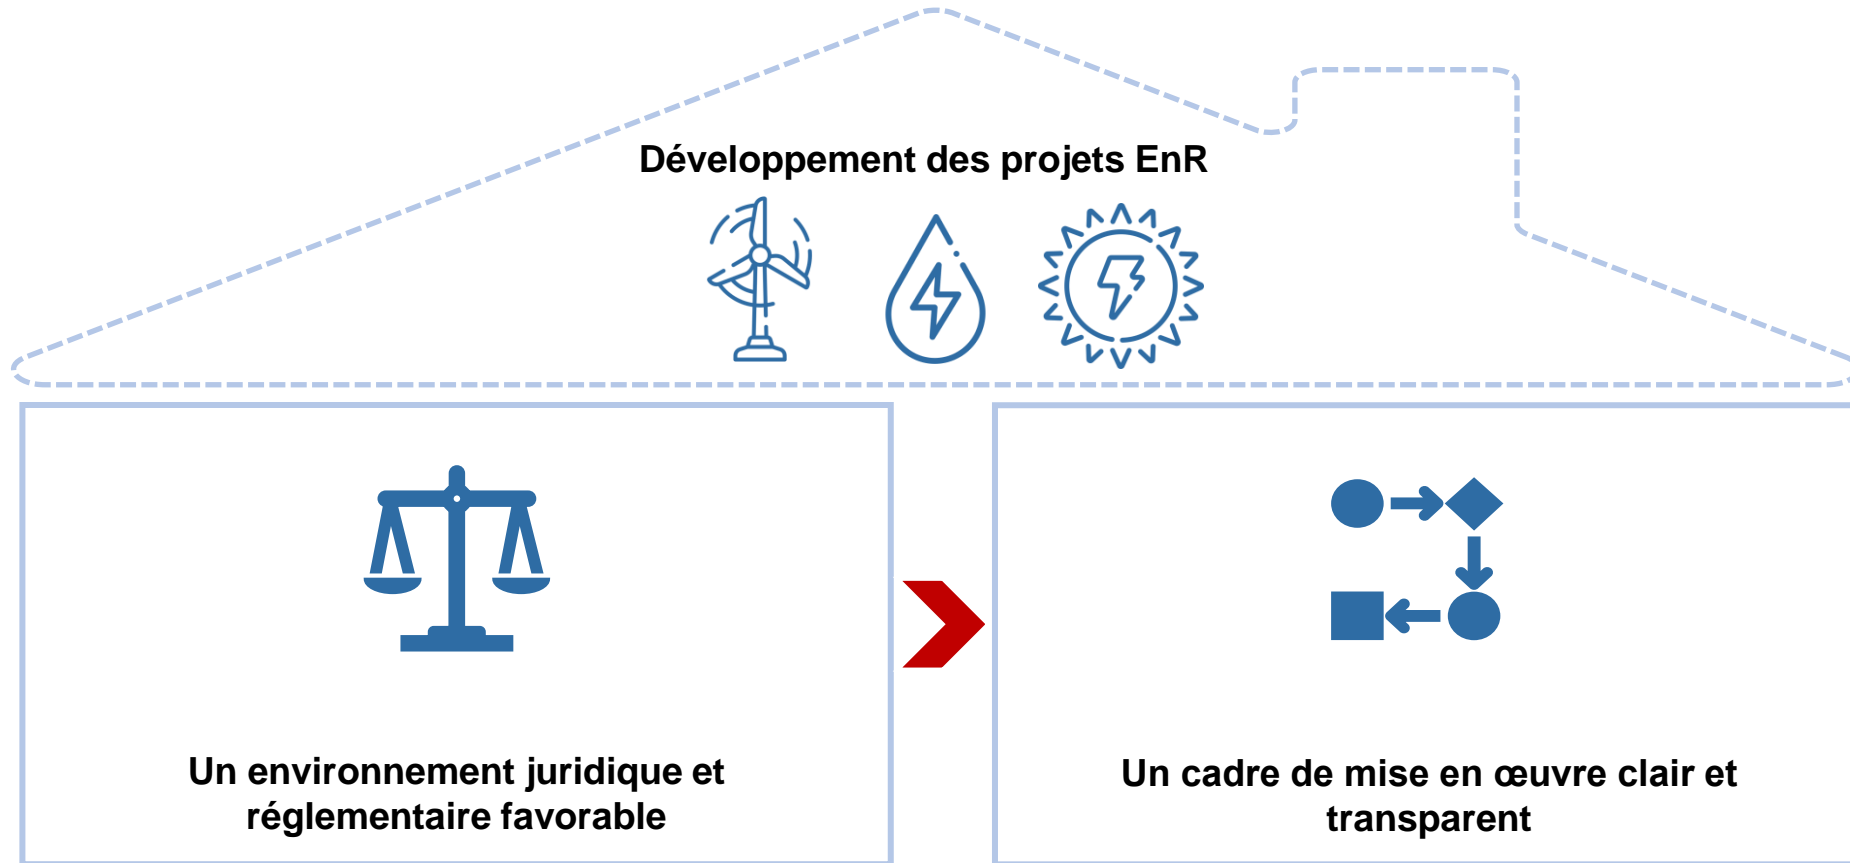 Développement des projets EnR
Un environnement juridique et
réglementaire favorable
Un cadre de mise en œuvre clair et
transparent